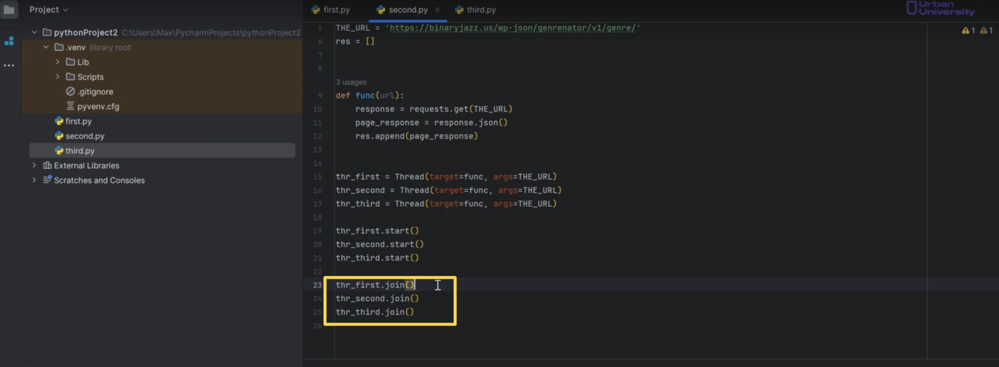 Project
first.py
second.py
third.py
Urban
University
pythonProject2 C:\Users\Max\PycharmProjects\pythonProject2
.venv library root
Lib
Scripts
.gitignore
pyvenv.cfg
first.py
second.py
third.py
External Libraries
Scratches and Consoles
1 1
5 THE_URL = 'https://binaryjazz.us/wp-json/genrenator/v1/genre/'
6 res = []
7
8
3 usages
9 def func(url):
10 response = requests.get(THE_URL)
11 page_response = response.json()
12 res.append(page_response)
13
14
15 thr_first = Thread(target=func, args=THE_URL)
16 thr_second = Thread(target=func, args=THE_URL)
17 thr_third = Thread(target=func, args=THE_URL)
18
19 thr_first.start()
20 thr_second.start()
21 thr_third.start()
22
23 thr_first.join()
24 thr_second.join()
25 thr_third.join()
26